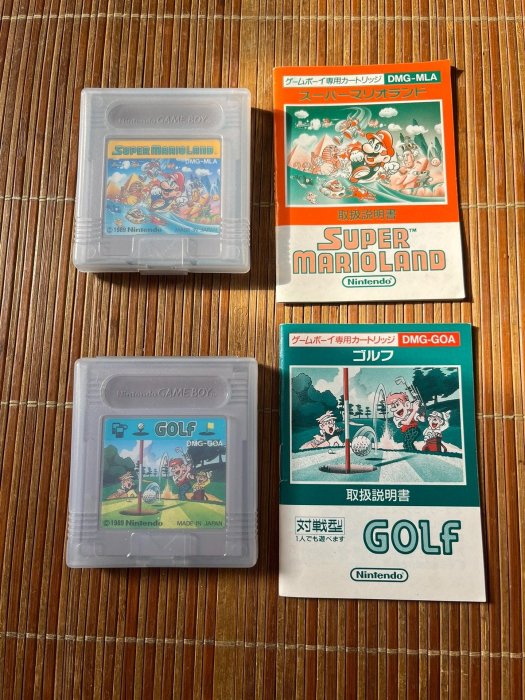 Nintendo GAME BOY
SUPER MARIOLAND
DMG-MLA
©1989 Nintendo
MADE IN JAPAN
ゲームボーイ専用カートリッジ DMG-MLA
スーパーマリオランド
取扱説明書
SUPER
MARIOLAND™
Nintendo
Nintendo GAME BOY
GOLF
DMG-GOA
©1989 Nintendo
MADE IN JAPAN
ゲームボーイ専用カートリッジ DMG-GOA
ゴルフ
取扱説明書
対戦型
1人でも遊べます
GOLF
Nintendo